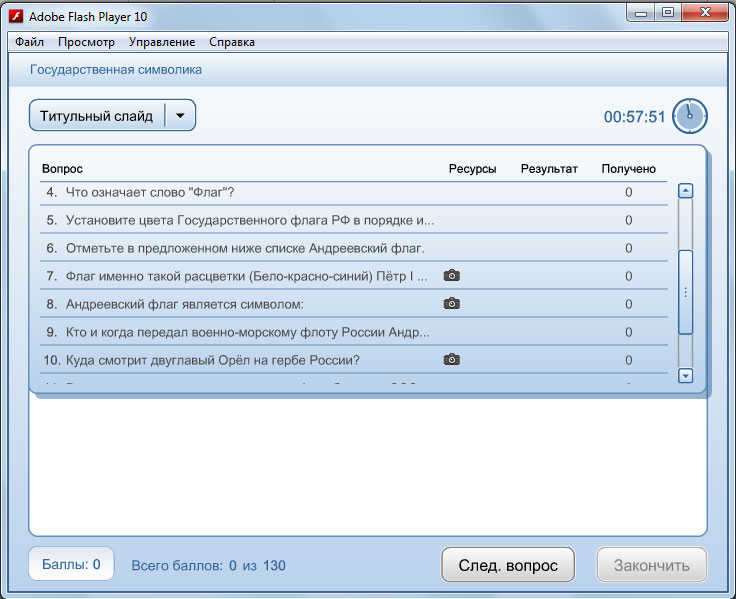 Adobe Flash Player 10
Файл Просмотр Управление Справка
Государственная символика
Титульный слайд
00:57:51
Вопрос Ресурсы Результат Получено
4. Что означает слово "Флаг"? 0
5. Установите цвета Государственного флага РФ в порядке и... 0
6. Отметьте в предложенном ниже списке Андреевский флаг. 0
7. Флаг именно такой расцветки (Бело-красно-синий) Пётр I ... 0
8. Андреевский флаг является символом: 0
9. Кто и когда передал военно-морскому флоту России Андр... 0
10. Куда смотрит двуглавый Орёл на гербе России? 0
Баллы: 0 Всего баллов: 0 из 130 След. вопрос Закончить